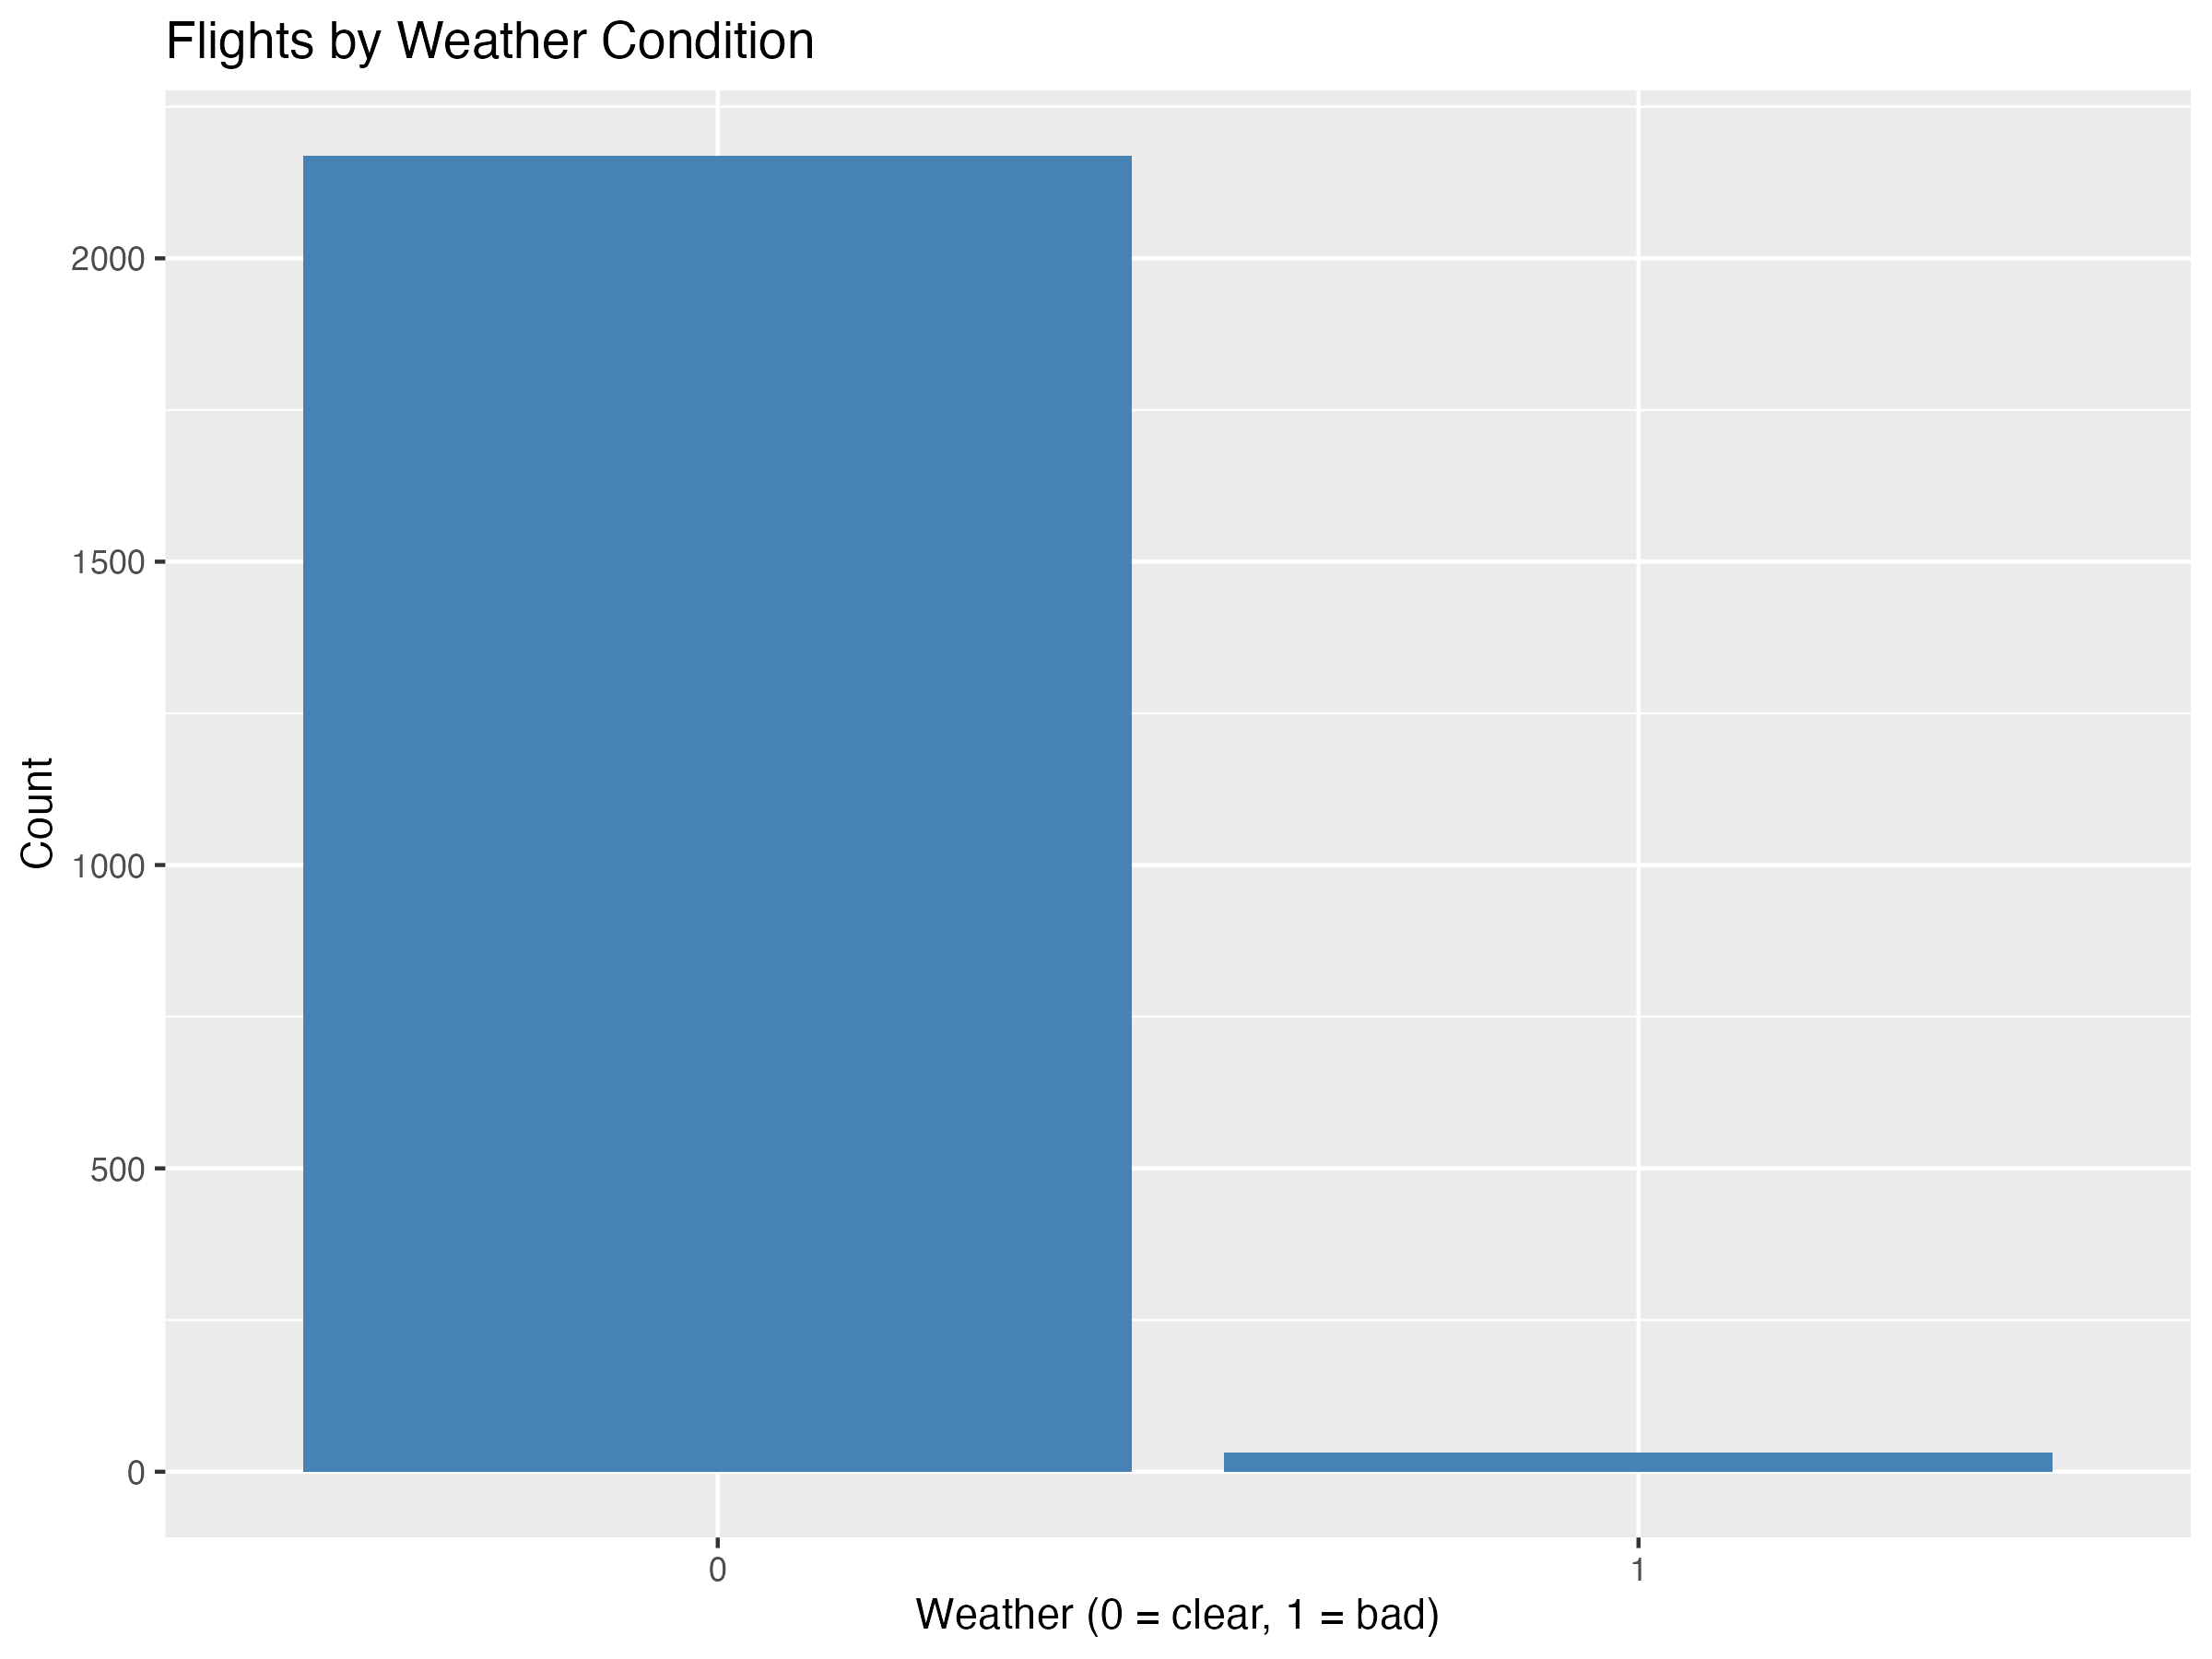 Flights by Weather Condition
Count
2000
1500
1000
500
0
0
1
Weather (0 = clear, 1 = bad)